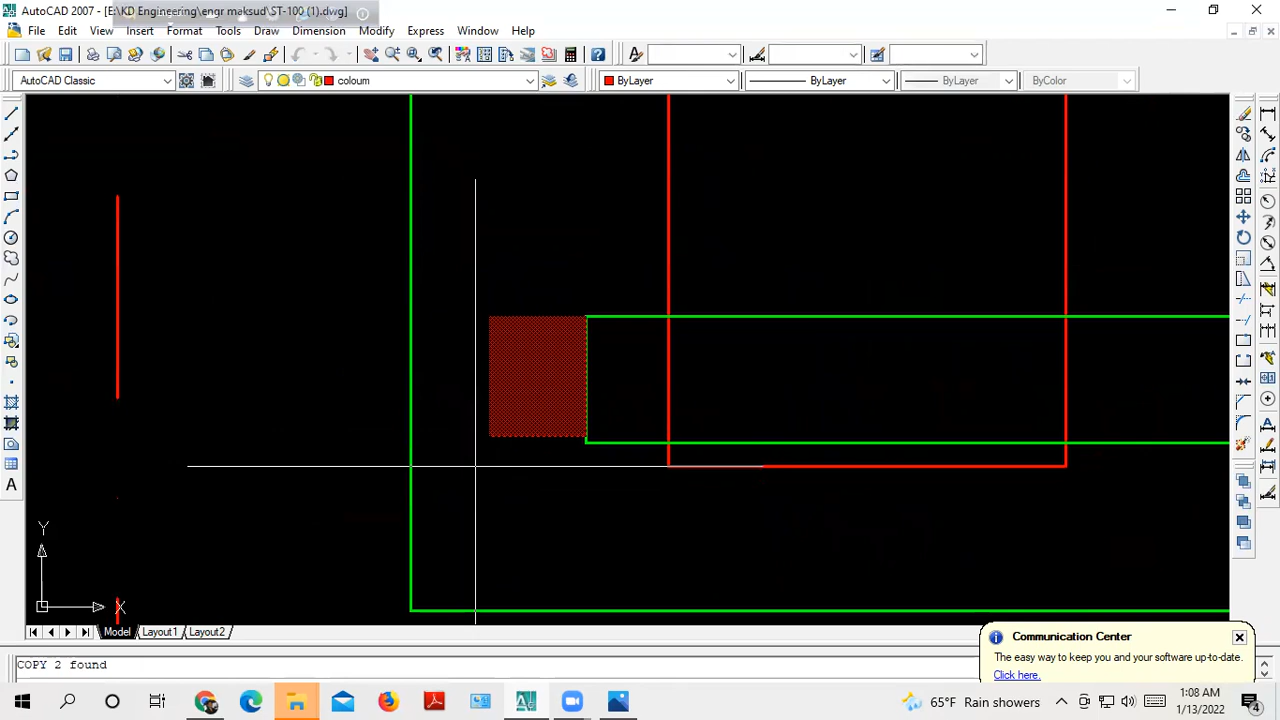 AutoCAD 2007 - [E:\KD Engineering\engr maksud\ST-100 (1).dwg]
File Edit View Insert Format Tools Draw Dimension Modify Express Window Help
AutoCAD Classic coloum ByLayer ByLayer ByLayer ByColor
A
A
A
Y
X
Model Layout1 Layout2
Communication Center
The easy way to keep you and your software up-to-date.
Click here.
COPY 2 found
65°F Rain showers
1:08 AM
1/13/2022
4